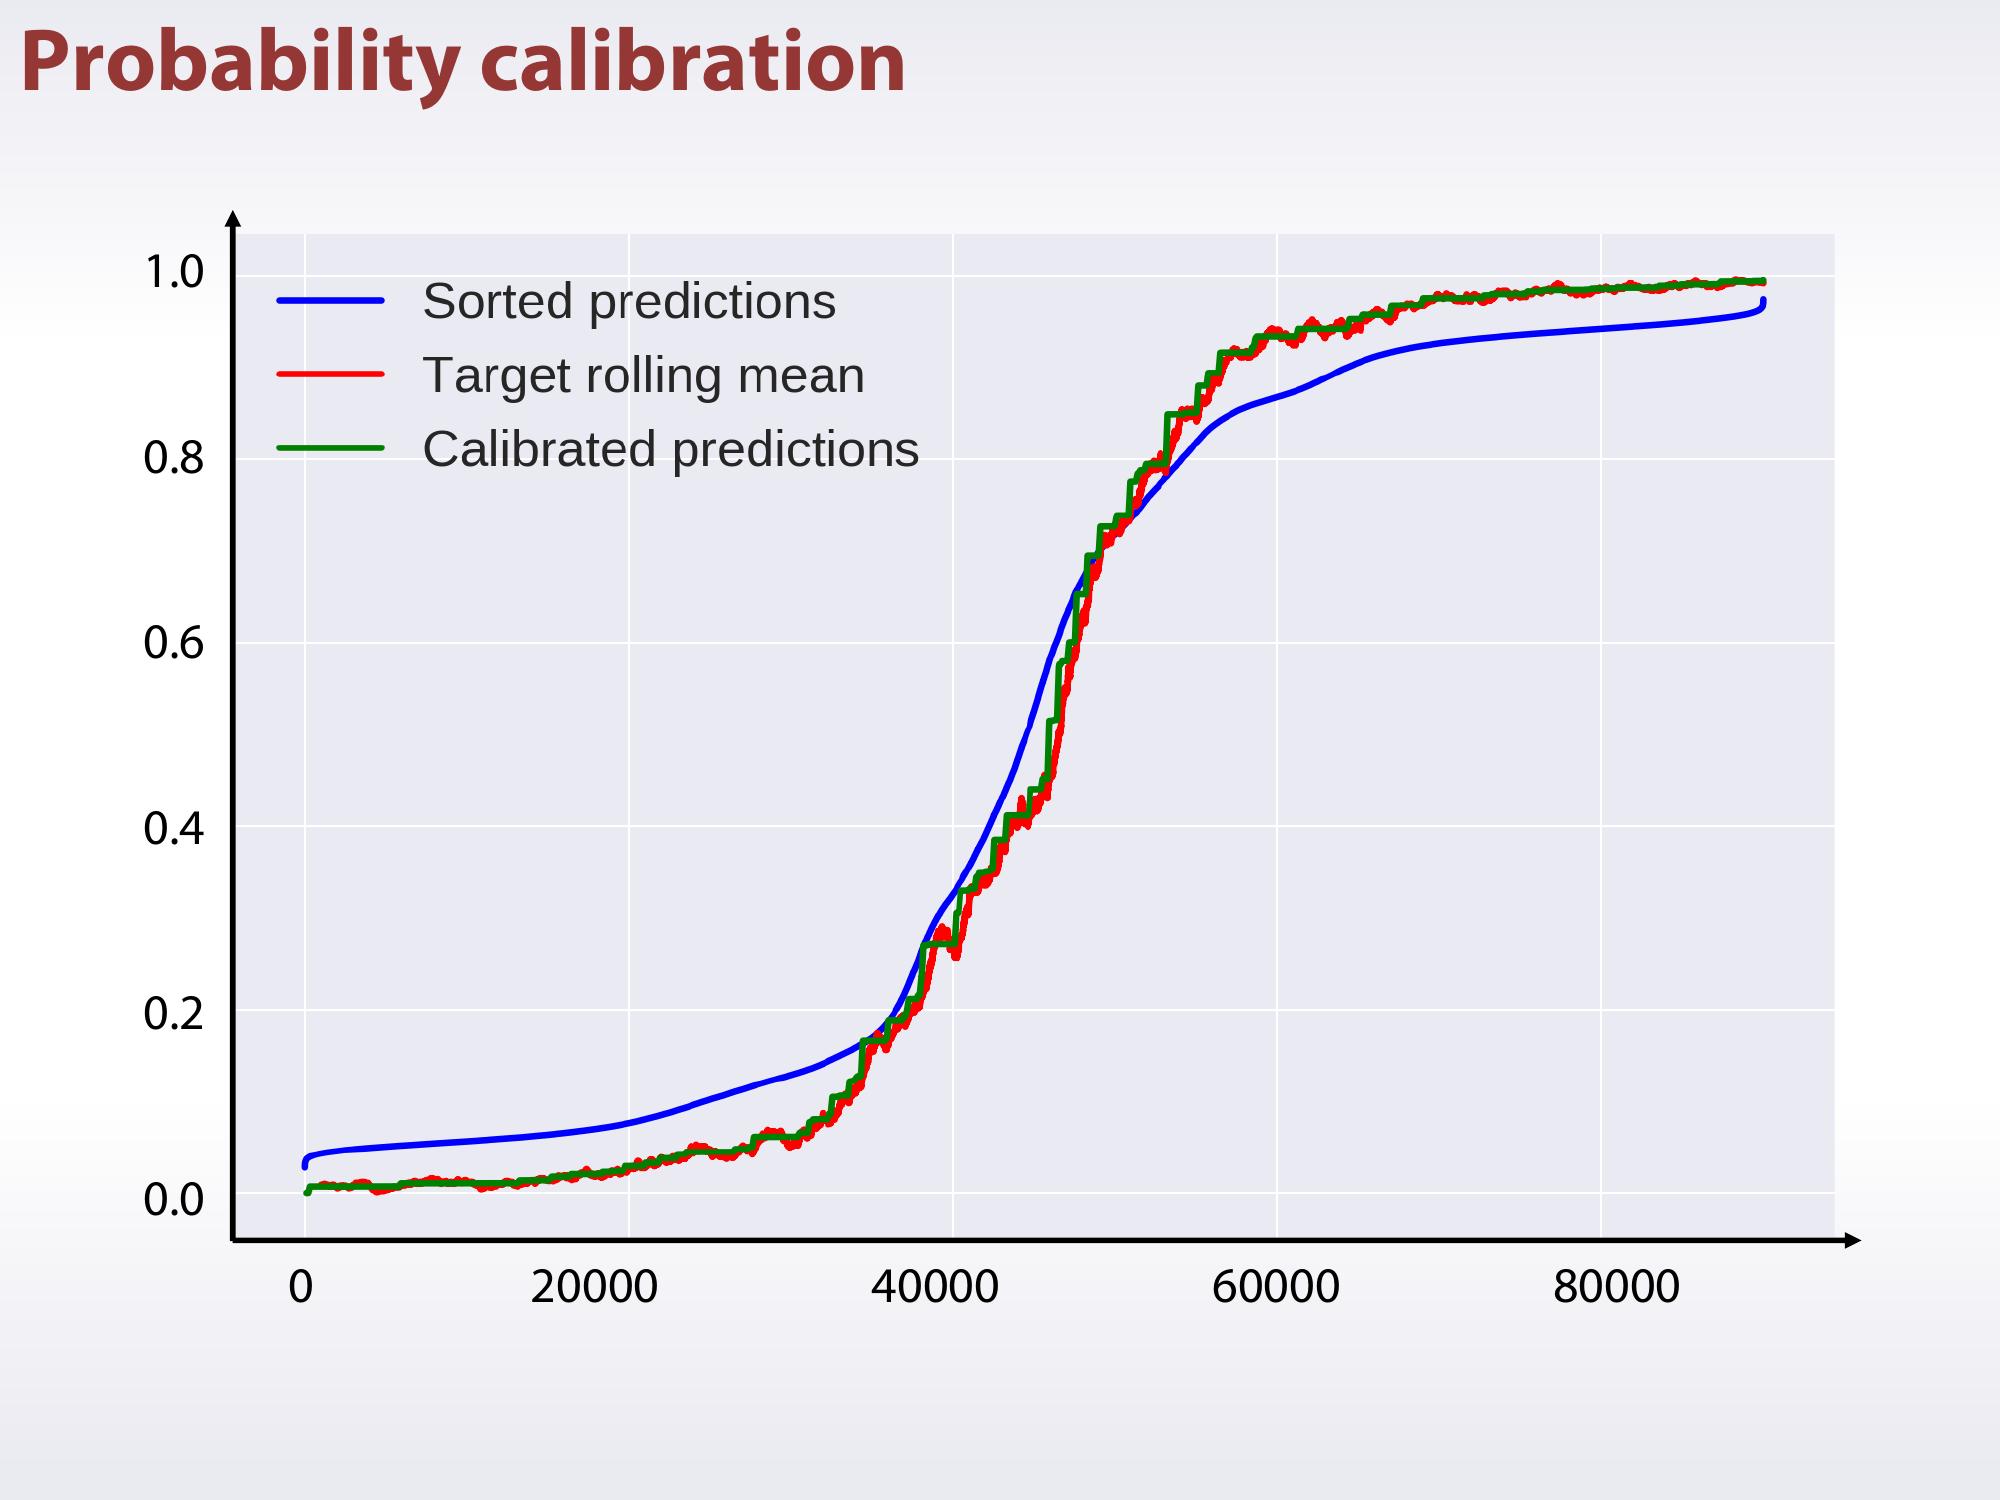 Probability calibration
1.0
0.8
0.6
0.4
0.2
0.0
Sorted predictions
Target rolling mean
Calibrated predictions
0 20000 40000 60000 80000